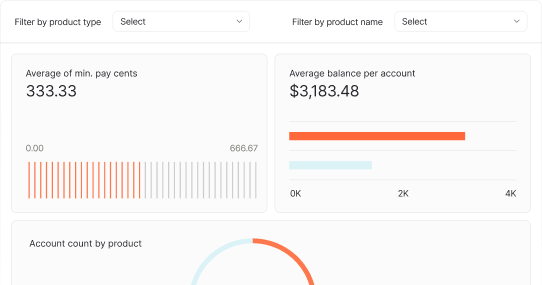 Filter by product type Select Filter by product name Select
Average of min. pay cents
333.33
0.00 666.67
Average balance per account
$3,183.48
0K 2K 4K
Account count by product